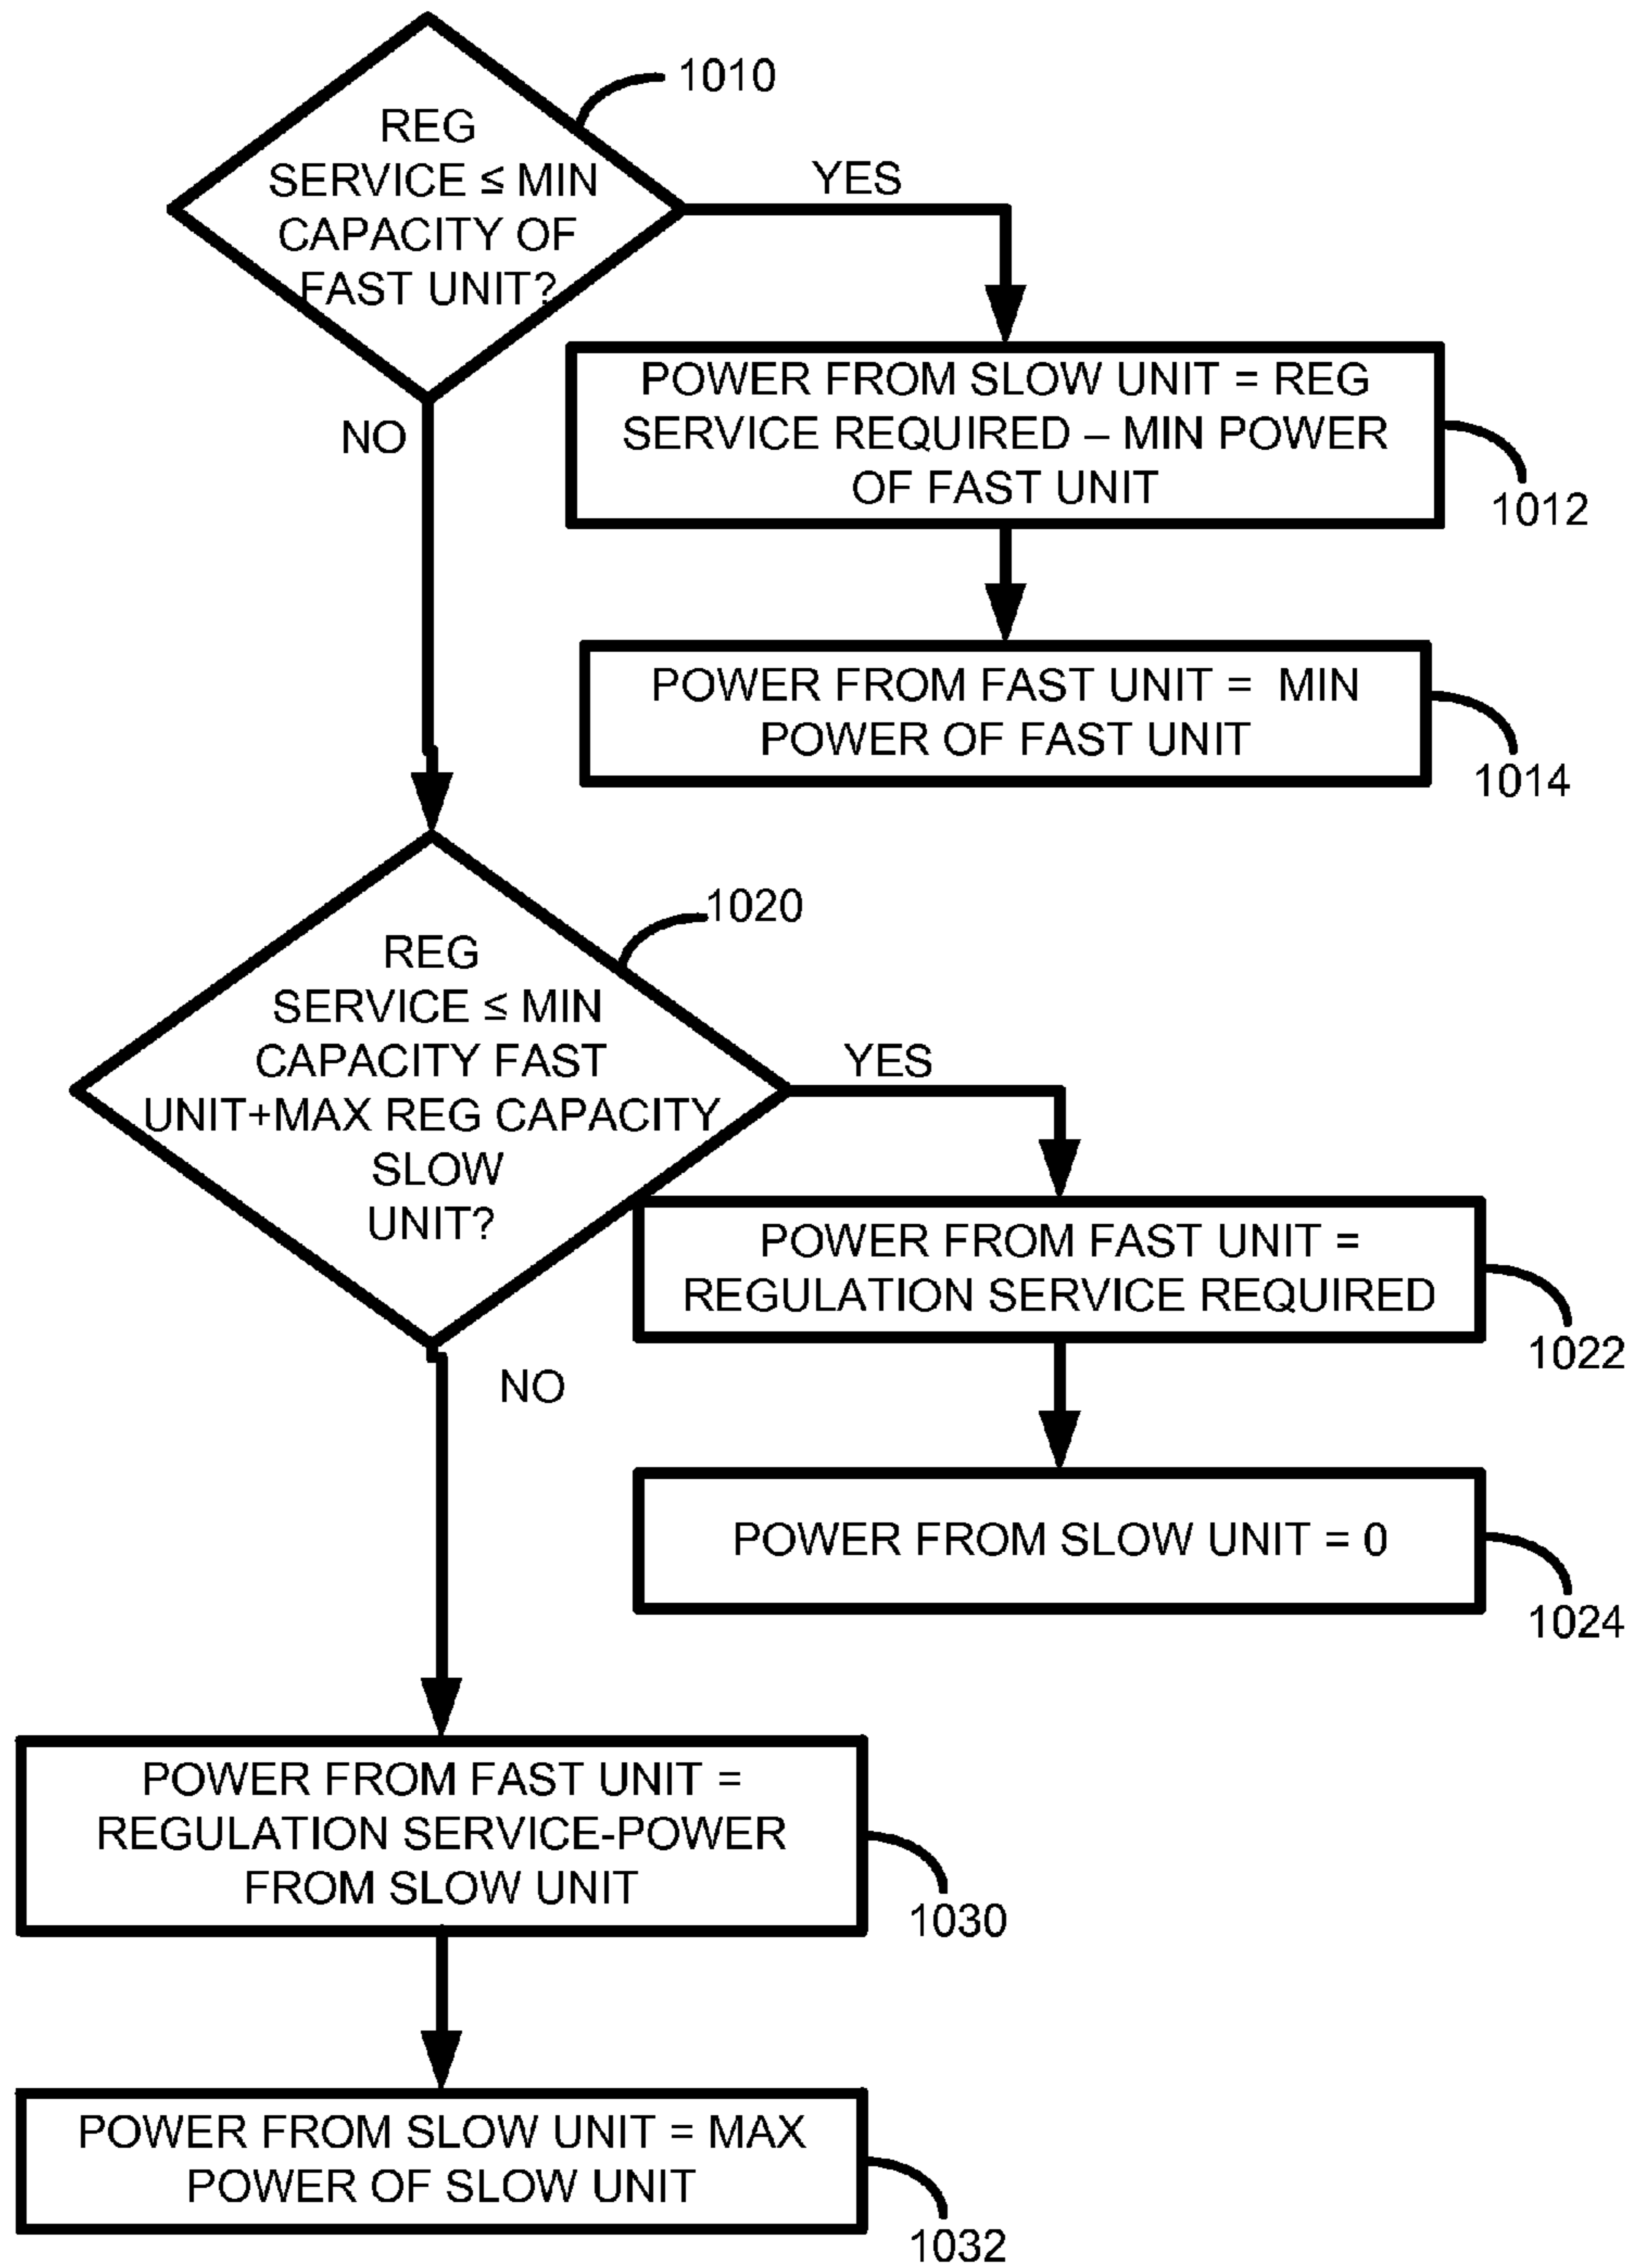 1010
REG
SERVICE ≤ MIN
CAPACITY OF
FAST UNIT?
YES
NO
POWER FROM SLOW UNIT = REG
SERVICE REQUIRED – MIN POWER
OF FAST UNIT
1012
POWER FROM FAST UNIT = MIN
POWER OF FAST UNIT
1014
1020
REG
SERVICE ≤ MIN
CAPACITY FAST
UNIT+MAX REG CAPACITY
SLOW
UNIT?
YES
NO
POWER FROM FAST UNIT =
REGULATION SERVICE REQUIRED
1022
POWER FROM SLOW UNIT = 0
1024
POWER FROM FAST UNIT =
REGULATION SERVICE-POWER
FROM SLOW UNIT
1030
POWER FROM SLOW UNIT = MAX
POWER OF SLOW UNIT
1032